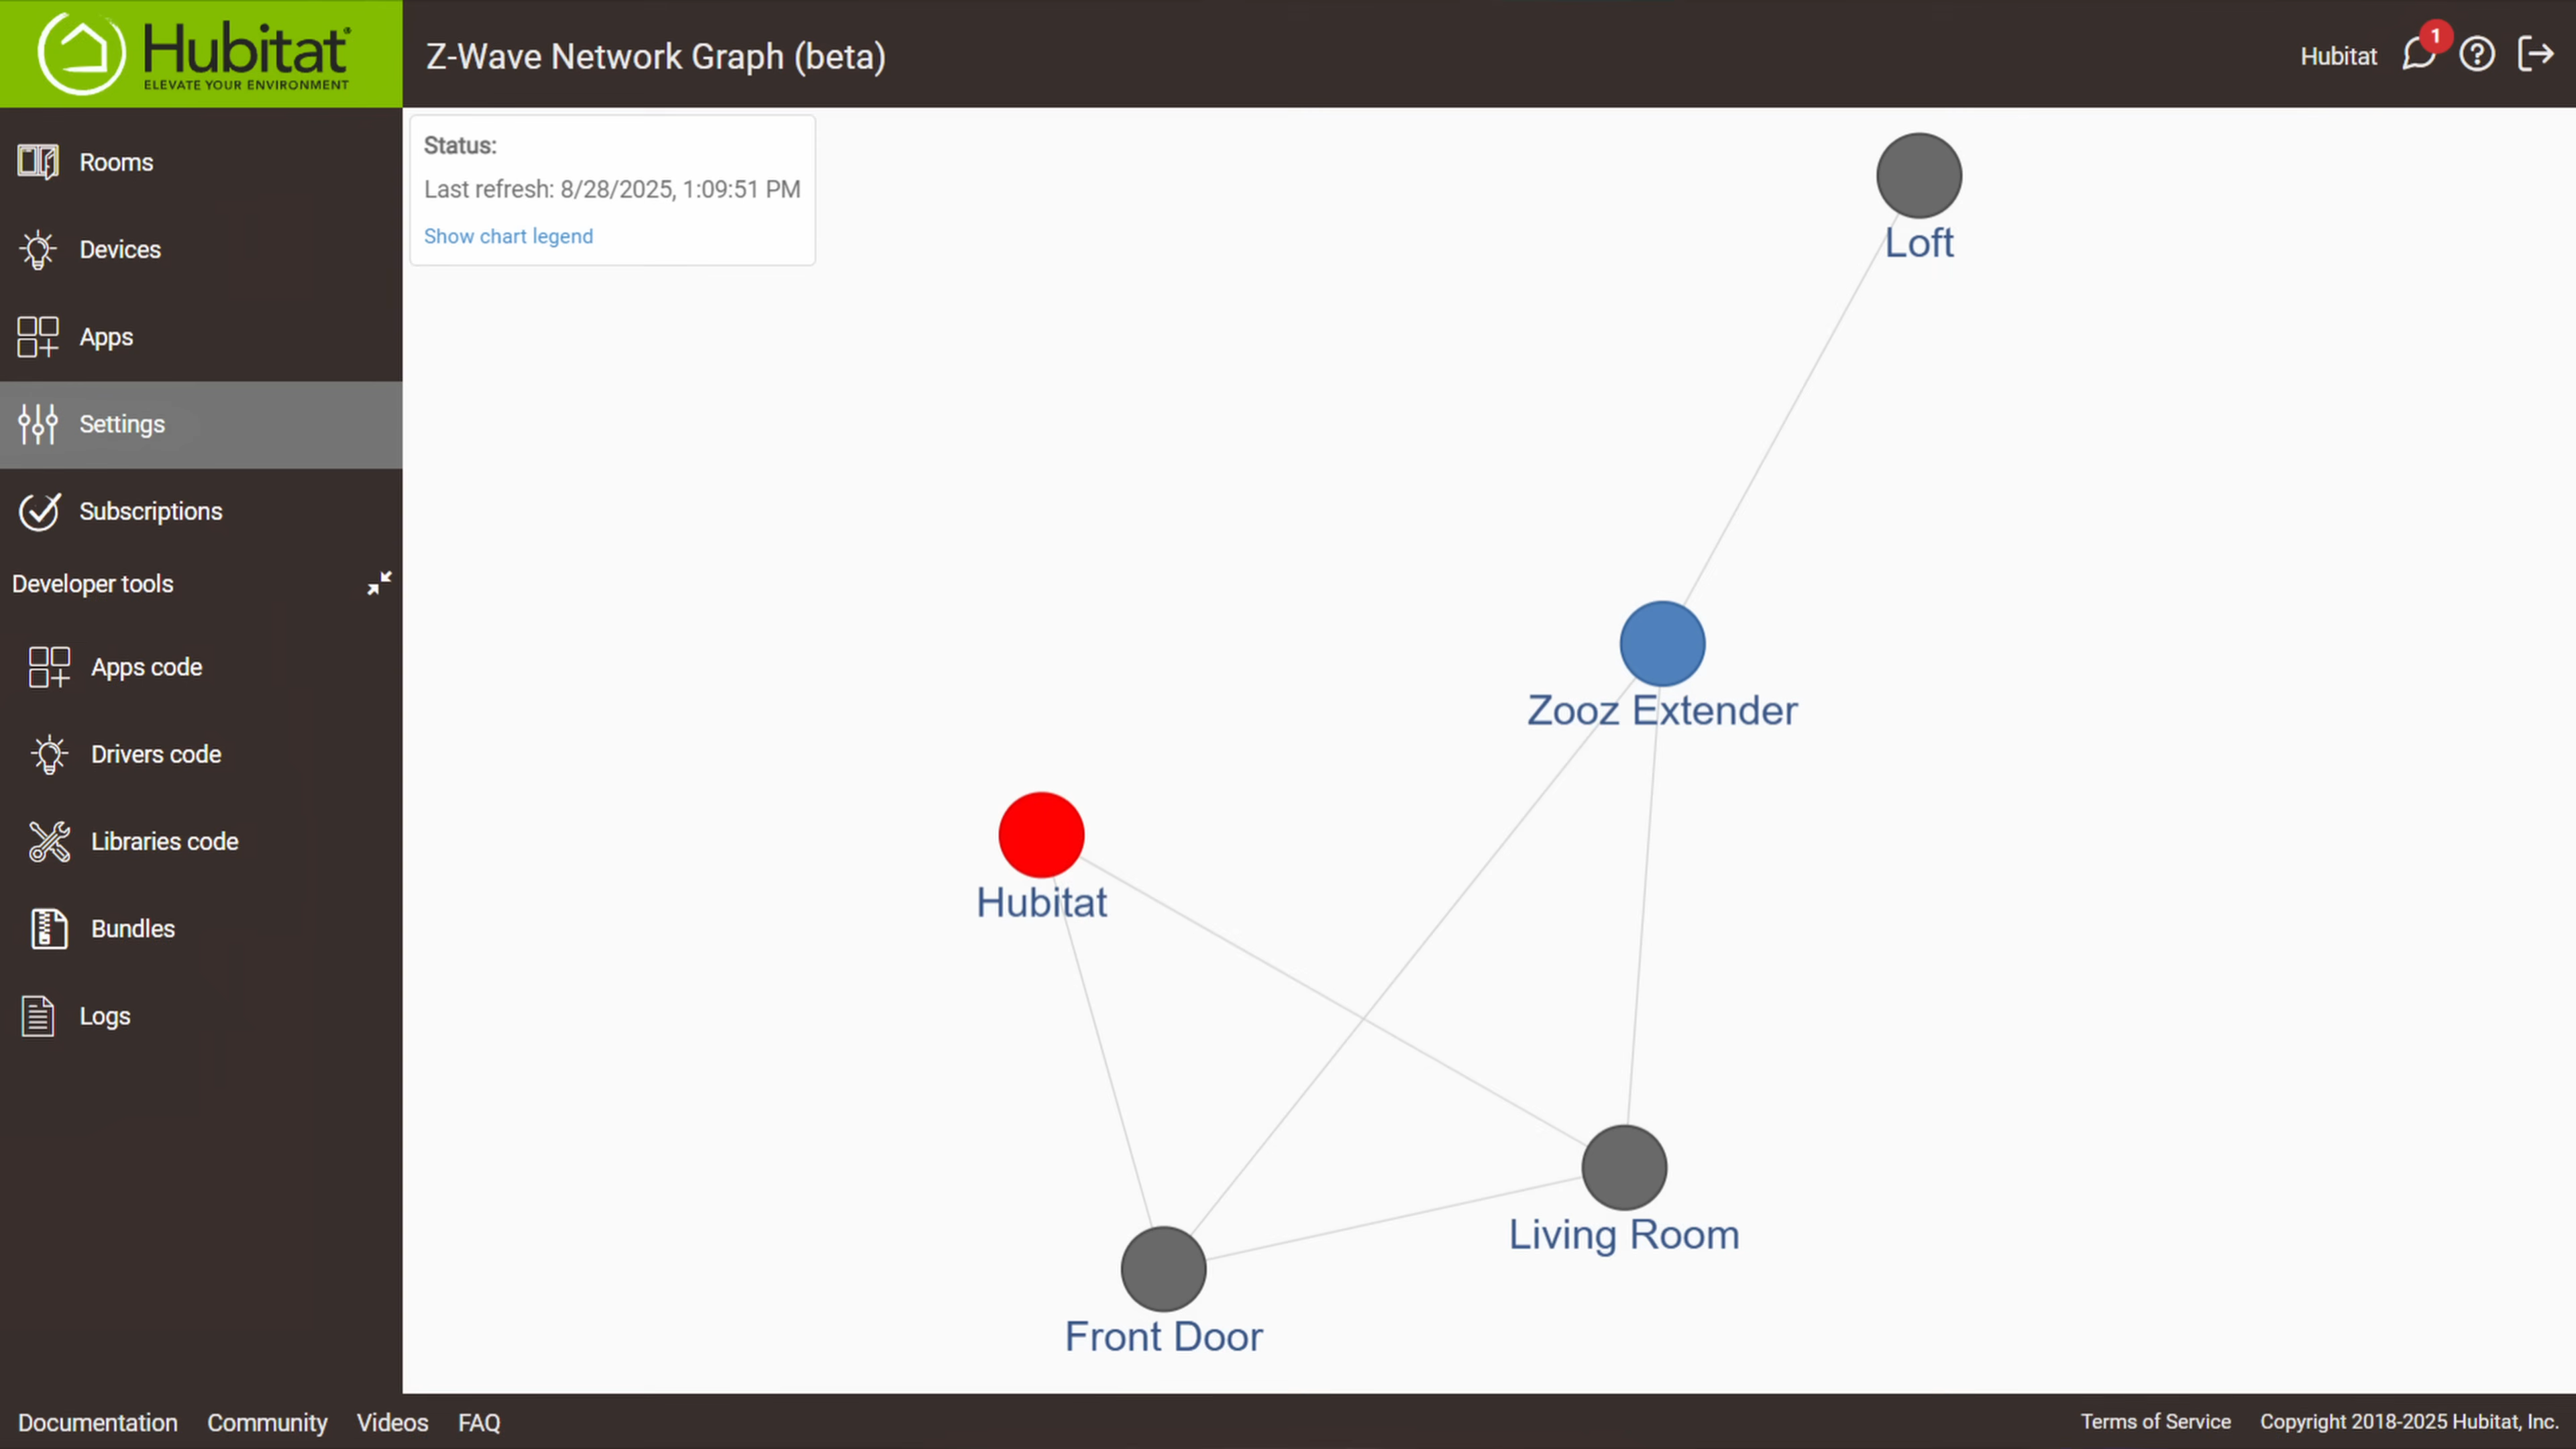 Hubitat®
ELEVATE YOUR ENVIRONMENT
Z-Wave Network Graph (beta)
Hubitat
1
?
Rooms
Devices
Apps
Settings
Subscriptions
Developer tools
Apps code
Drivers code
Libraries code
Bundles
Logs
Status:
Last refresh: 8/28/2025, 1:09:51 PM
Show chart legend
Loft
Zooz Extender
Hubitat
Living Room
Front Door
Documentation Community Videos FAQ
Terms of Service Copyright 2018-2025 Hubitat, Inc.